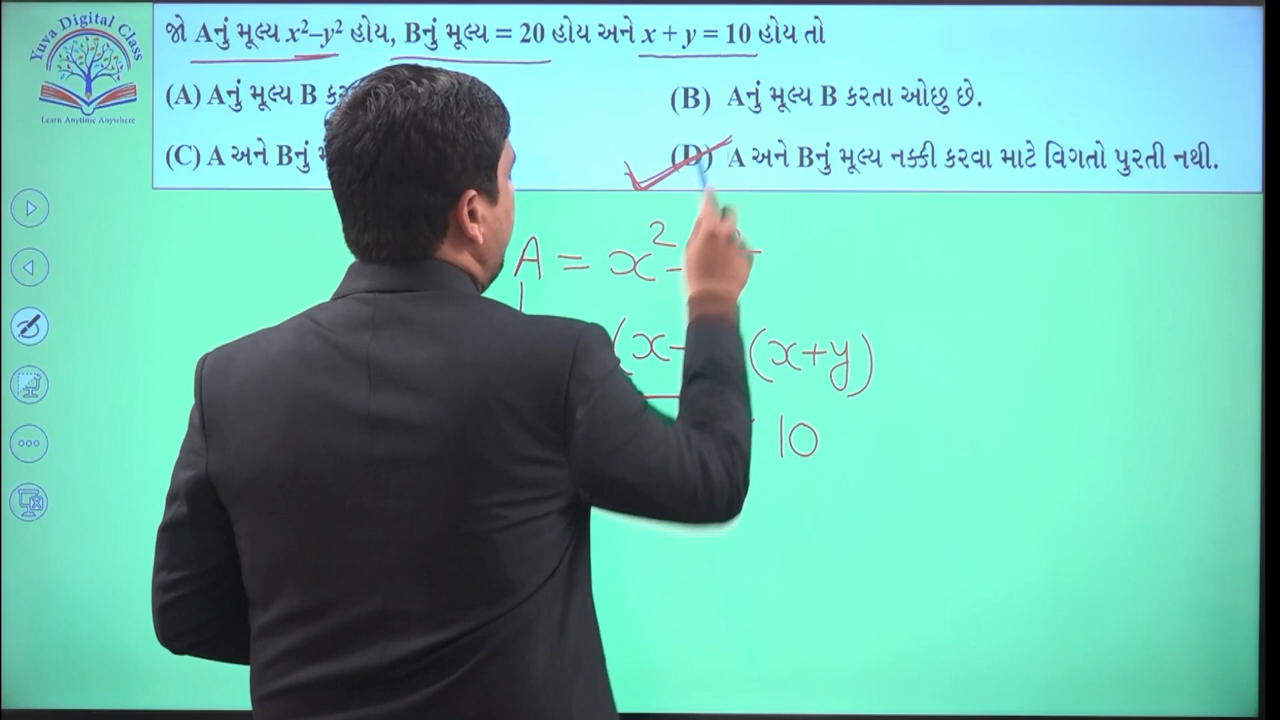 Yuva Digital Class
Learn Anytime Anywhere
જો Aનું મૂલ્ય x²–y² હોય, Bનું મૂલ્ય = 20 હોય અને x + y = 10 હોય તો
(A) Aનું મૂલ્ય B
(B) Aનું મૂલ્ય B કરતા ઓછુ છે.
(C) A અને Bનું
(D) A અને Bનું મૂલ્ય નક્કી કરવા માટે વિગતો પુરતી નથી.
A = x² -
(x- (x+y)
10